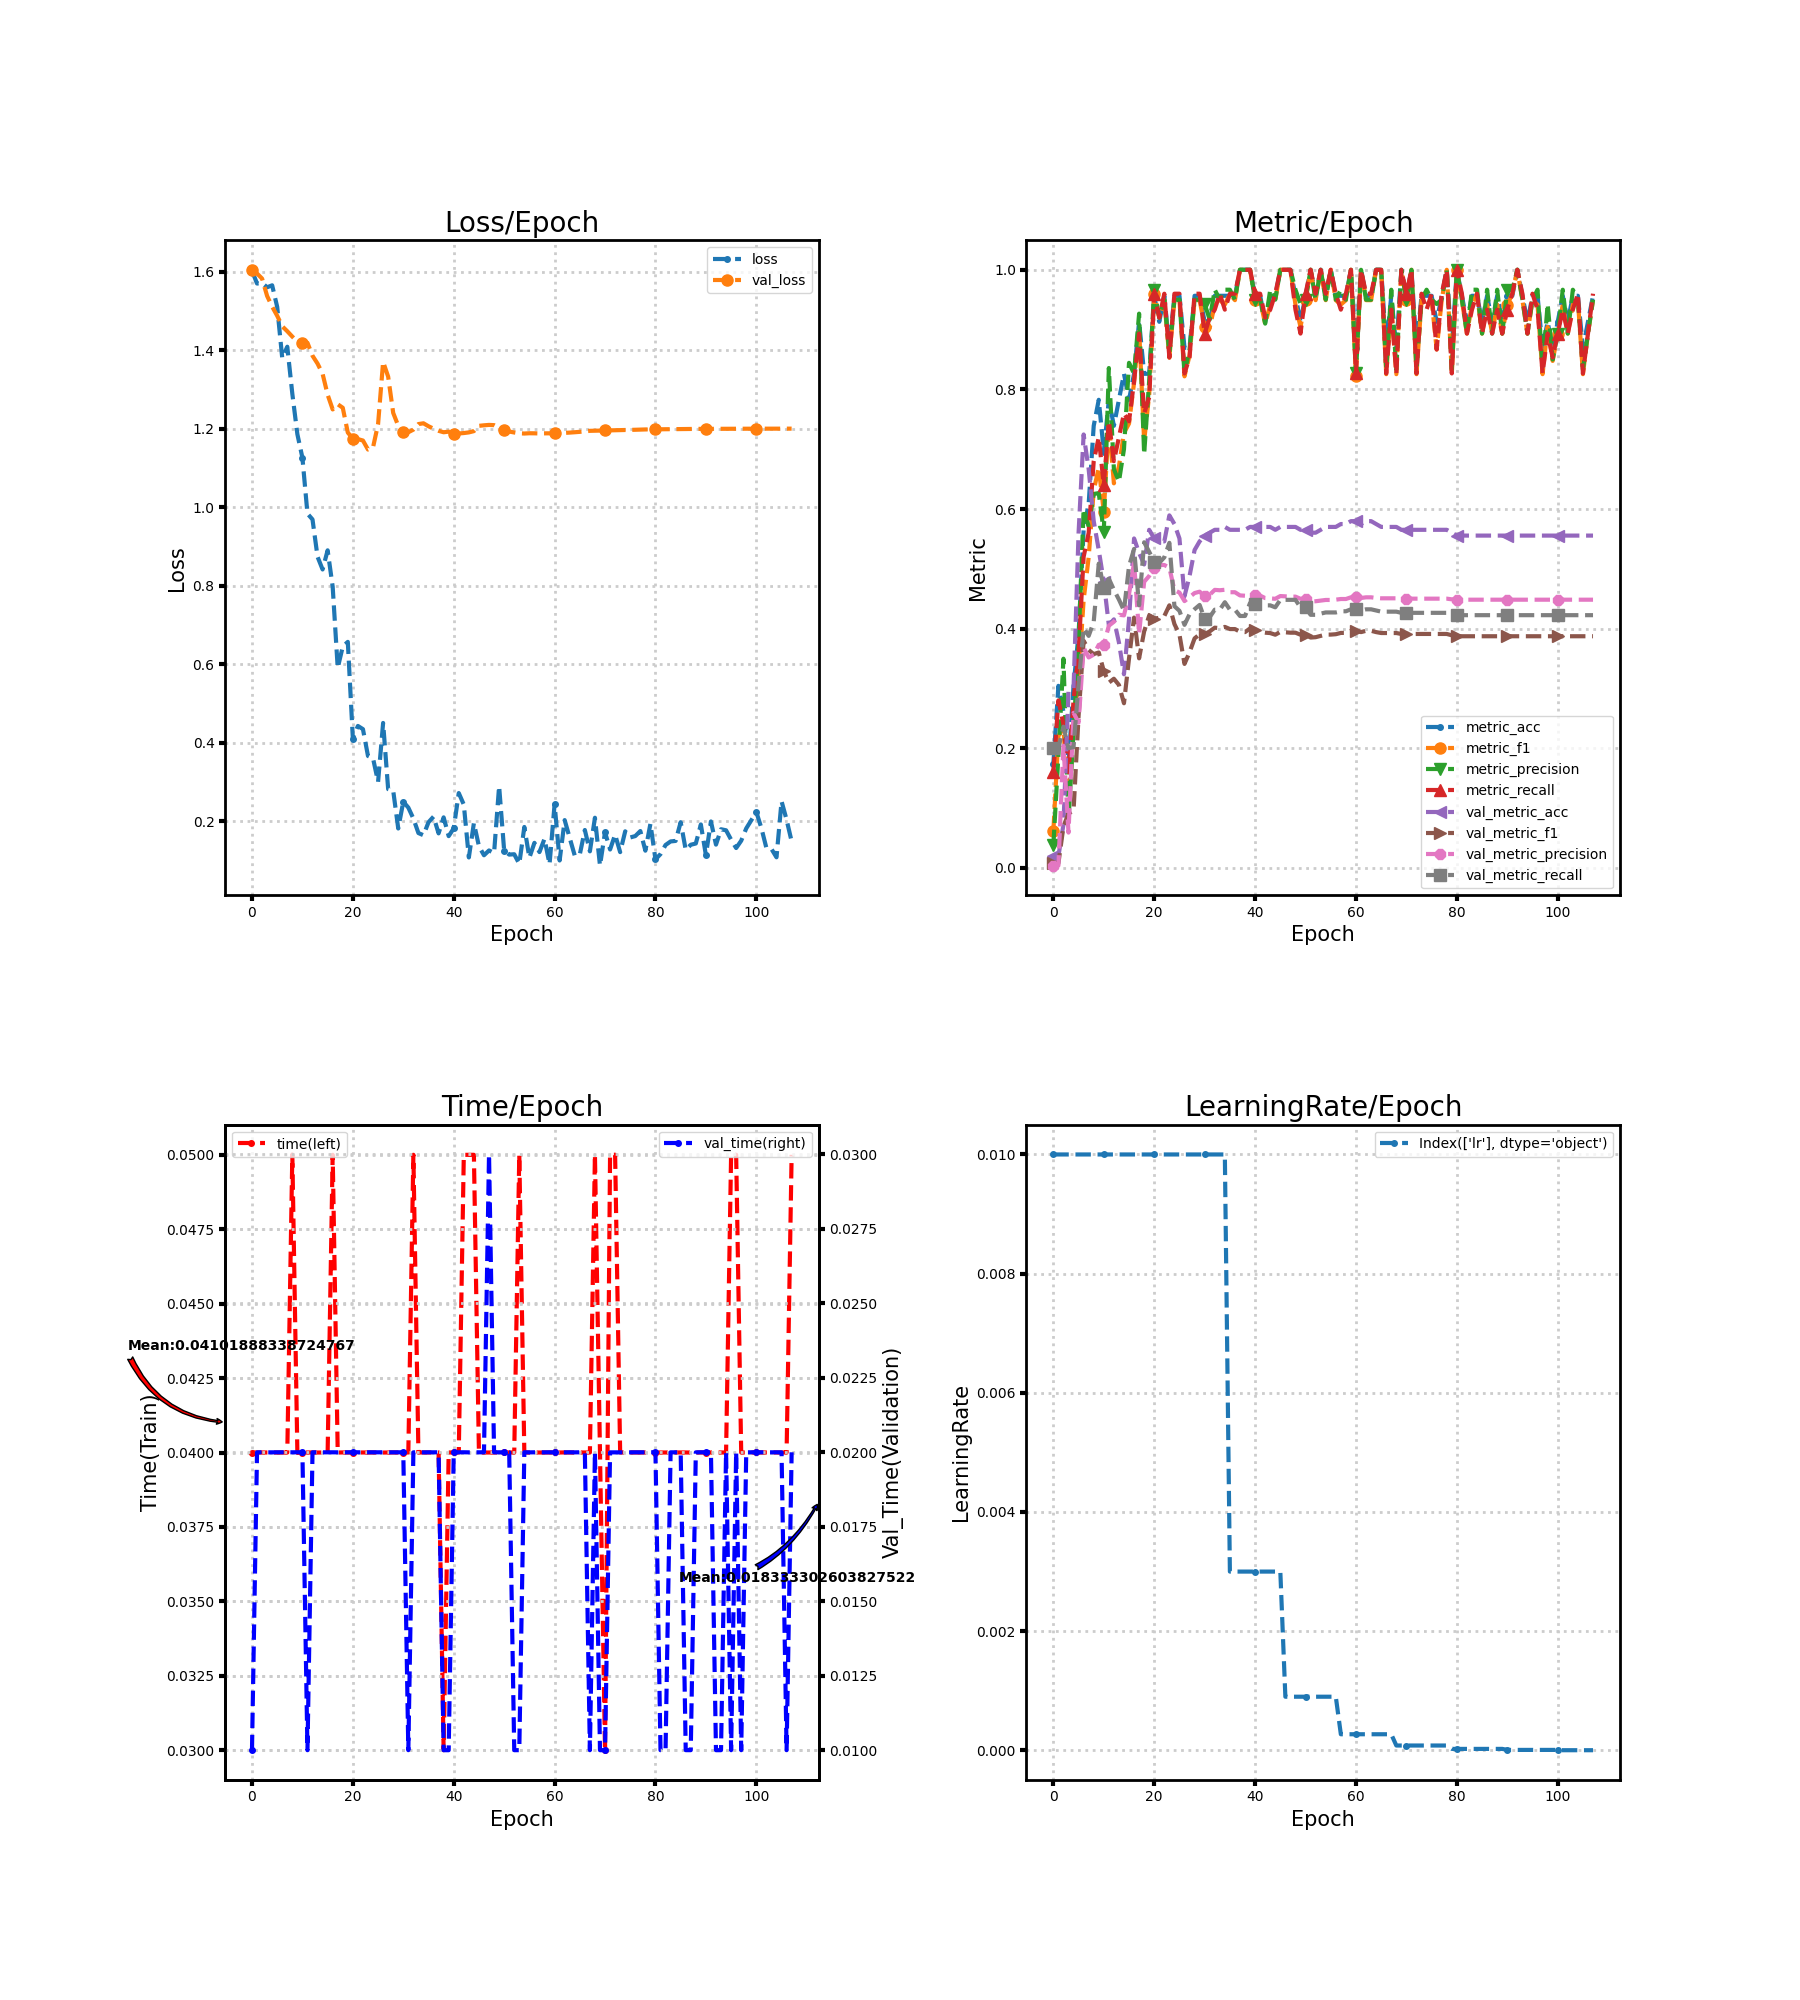 Loss/Epoch
loss
val_loss
1.6
1.4
1.2
1.0
0.8
0.6
0.4
0.2
Loss
0
20
40
60
80
100
Epoch
Metric/Epoch
1.0
0.8
0.6
0.4
0.2
0.0
Metric
metric_acc
metric_f1
metric_precision
metric_recall
val_metric_acc
val_metric_f1
val_metric_precision
val_metric_recall
0
20
40
60
80
100
Epoch
Time/Epoch
time(left)
val_time(right)
0.0500
0.0475
0.0450
0.0425
0.0400
0.0375
0.0350
0.0325
0.0300
Time(Train)
Mean:0.04101888338724767
0.0300
0.0275
0.0250
0.0225
0.0200
0.0175
0.0150
0.0125
0.0100
Val_Time(Validation)
Mean:0.018333302603827522
0
20
40
60
80
100
Epoch
LearningRate/Epoch
Index(['lr'], dtype='object')
0.010
0.008
0.006
0.004
0.002
0.000
LearningRate
0
20
40
60
80
100
Epoch